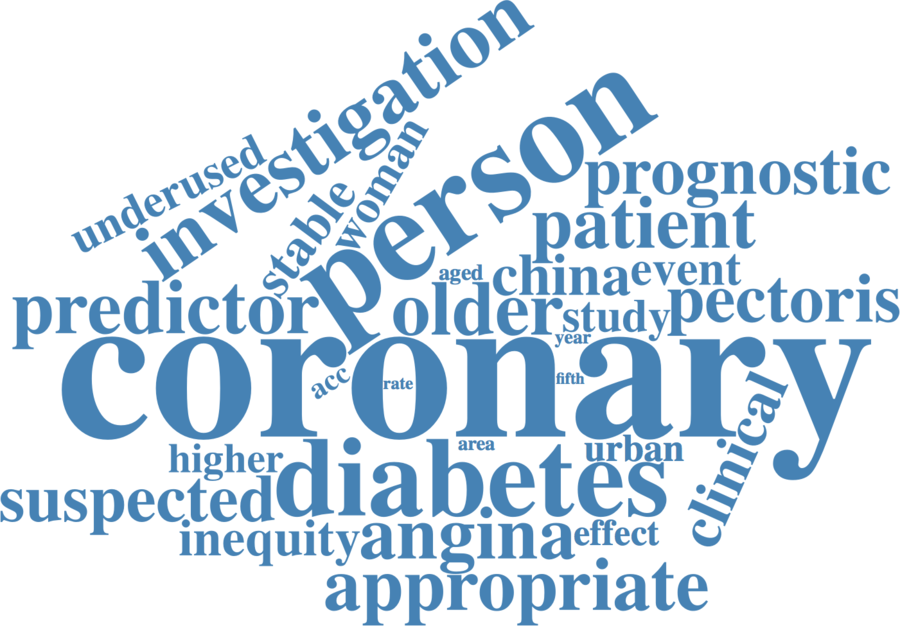 investigation
underused
person
woman
stable
prognostic
patient
aged
china
event
predictor
older
study
pectoris
year
coronary
acc
rate
fifth
clinical
area
urban
higher
diabetes
suspected
inequity
angina
effect
appropriate